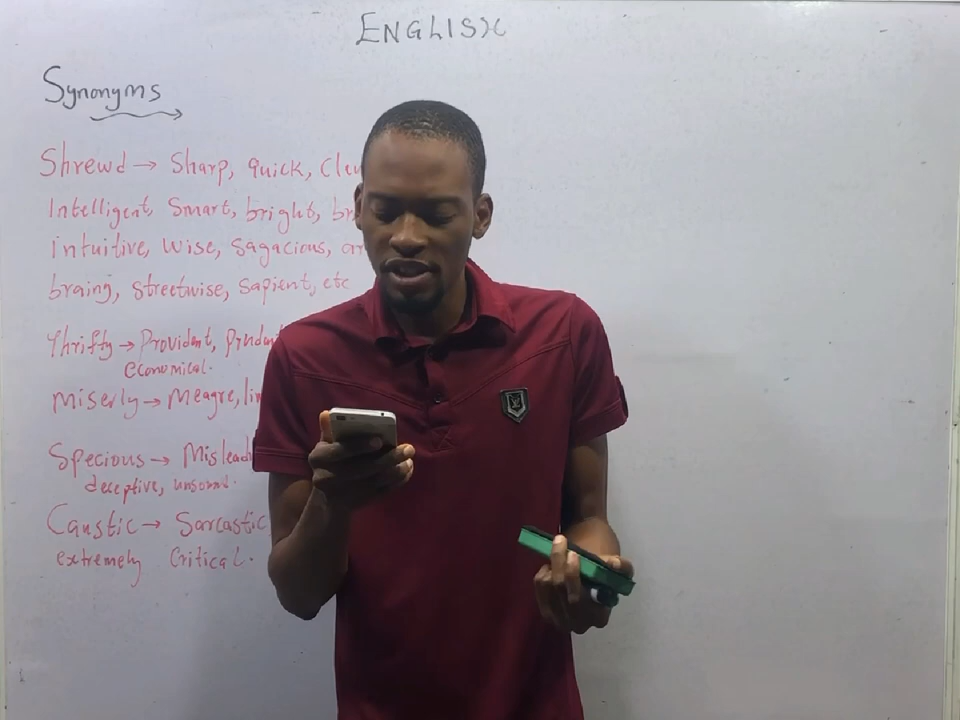 ENGLISH
Synonyms
Shrewd → Sharp, quick,
Intelligent, Smart, bright,
intuitive, Wise, Sagacious,
brainy, Streetwise, Sapient, etc
Thrifty → Provident,
economical.
Miserly → Meagre,
Specious →
deceptive, unsound.
Caustic → Sarcastic
extremely Critical.